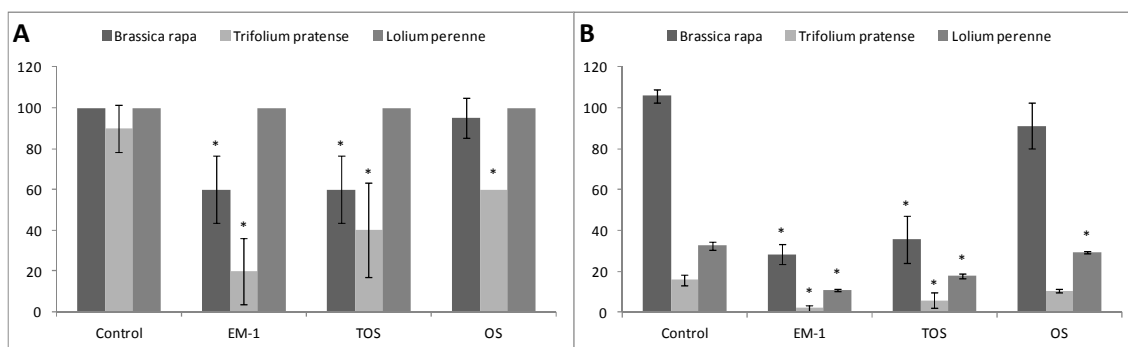 A
Brassica rapa Trifolium pratense Lolium perenne
120
100
80
60
40
20
0
* * * * *
Control EM-1 TOS OS
B
Brassica rapa Trifolium pratense Lolium perenne
120
100
80
60
40
20
0
* * * * * * *
Control EM-1 TOS OS